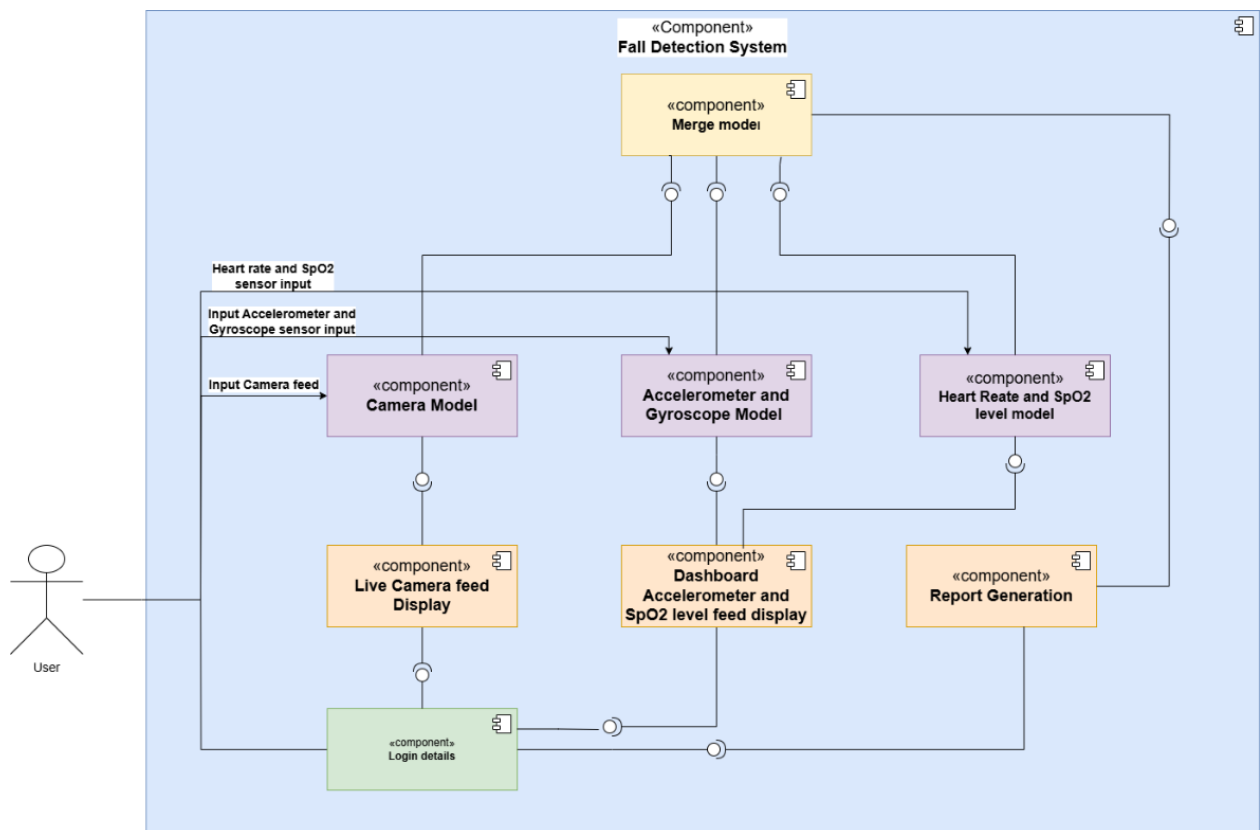 «Component»
Fall Detection System
«component»
Merge model
Heart rate and SpO2
sensor input
Input Accelerometer and
Gyroscope sensor input
Input Camera feed
«component»
Camera Model
«component»
Accelerometer and
Gyroscope Model
«component»
Heart Reate and SpO2
level model
«component»
Live Camera feed
Display
«component»
Dashboard
Accelerometer and
SpO2 level feed display
«component»
Report Generation
User
«component»
Login details